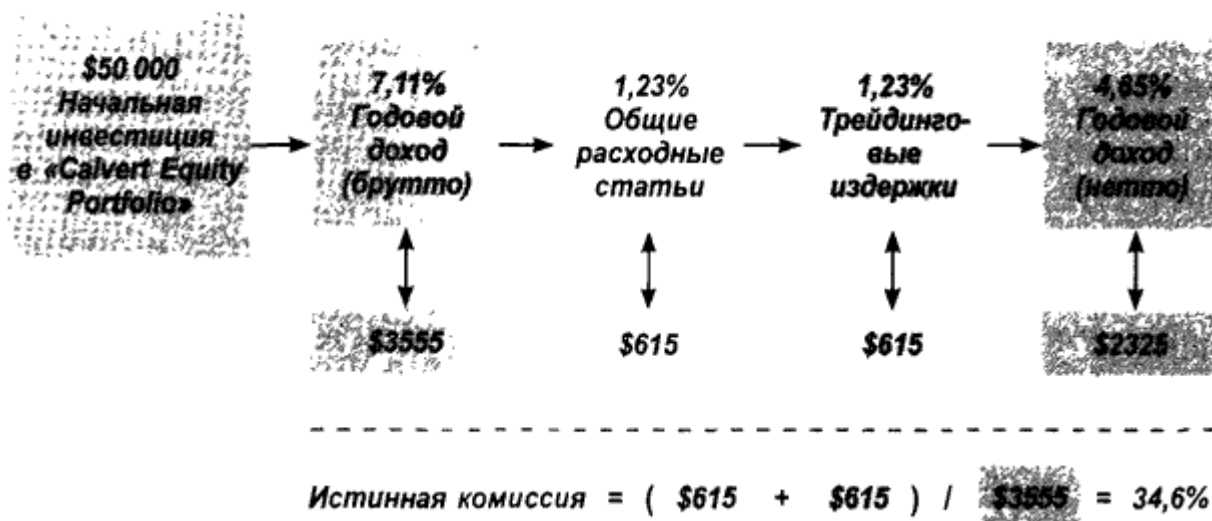 $50 000
Начальная
инвестиция
в «Calvert Equity
Portfolio»
7,11%
Годовой
доход
(брутто)
1,23%
Общие
расходные
статьи
1,23%
Трейдинго-
вые
издержки
4,65%
Годовой
доход
(нетто)
$3555
$615
$615
$2325
Истинная комиссия = ( $615 + $615 ) / $3555 = 34,6%